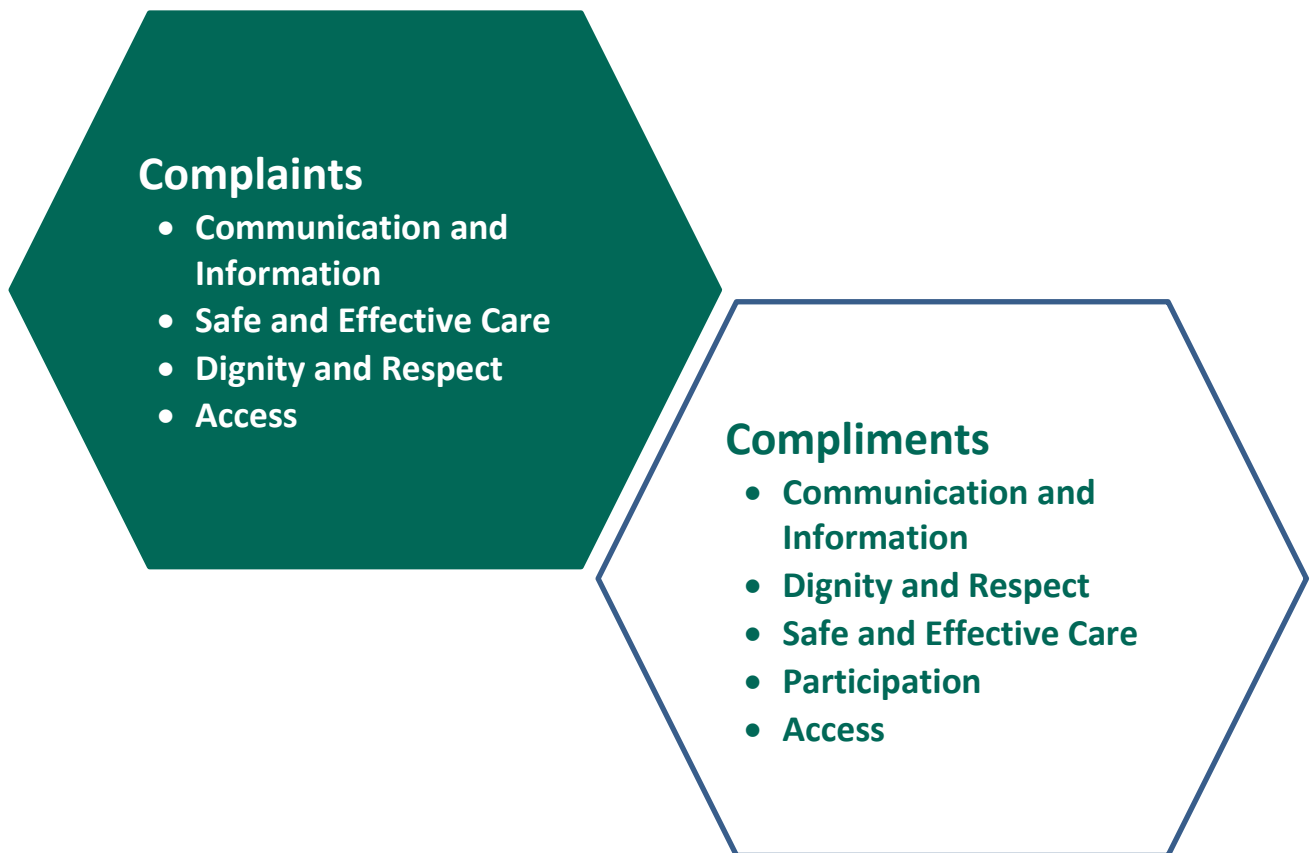 Complaints
• Communication and
Information
• Safe and Effective Care
• Dignity and Respect
• Access
Compliments
• Communication and
Information
• Dignity and Respect
• Safe and Effective Care
• Participation
• Access